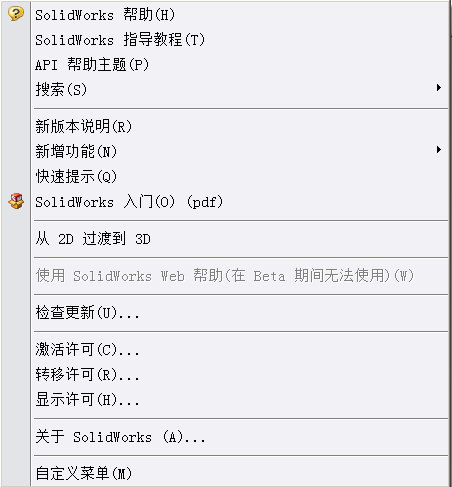 SolidWorks 帮助(H)
SolidWorks 指导教程(T)
API 帮助主题(P)
搜索(S)
新版本说明(R)
新增功能(N)
快速提示(Q)
SolidWorks 入门(O) (pdf)
从 2D 过渡到 3D
使用 SolidWorks Web 帮助(在 Beta 期间无法使用)(W)
检查更新(U)...
激活许可(C)...
转移许可(R)...
显示许可(H)...
关于 SolidWorks (A)...
自定义菜单(M)